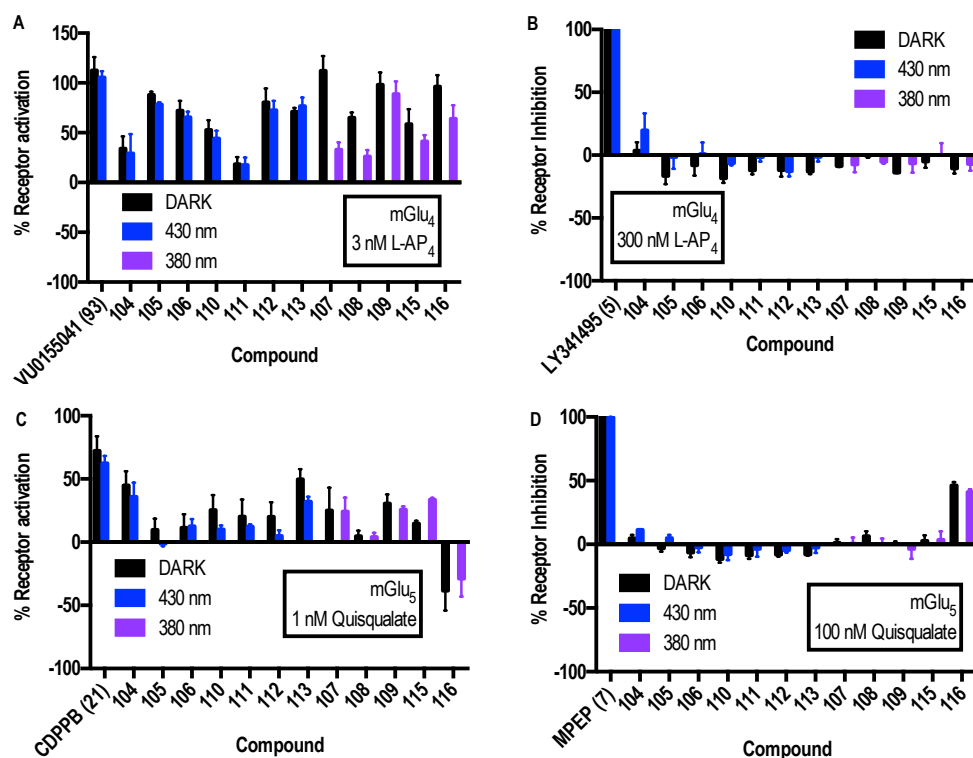 A
% Receptor activation
150
100
50
0
-50
-100
DARK
430 nm
380 nm
mGlu4
3 nM L-AP4
VU0155041 (93)
104
105
106
110
111
112
113
107
108
109
115
116
Compound
B
% Receptor Inhibition
100
50
0
-50
-100
DARK
430 nm
380 nm
mGlu4
300 nM L-AP4
LY341495 (5)
104
105
106
110
111
112
113
107
108
109
115
116
Compound
C
% Receptor activation
100
50
0
-50
-100
DARK
430 nm
380 nm
mGlu5
1 nM Quisqualate
CDPPB (21)
104
105
106
110
111
112
113
107
108
109
115
116
Compound
D
% Receptor Inhibition
100
50
0
-50
-100
DARK
430 nm
380 nm
mGlu5
100 nM Quisqualate
MPEP (7)
104
105
106
110
111
112
113
107
108
109
115
116
Compound